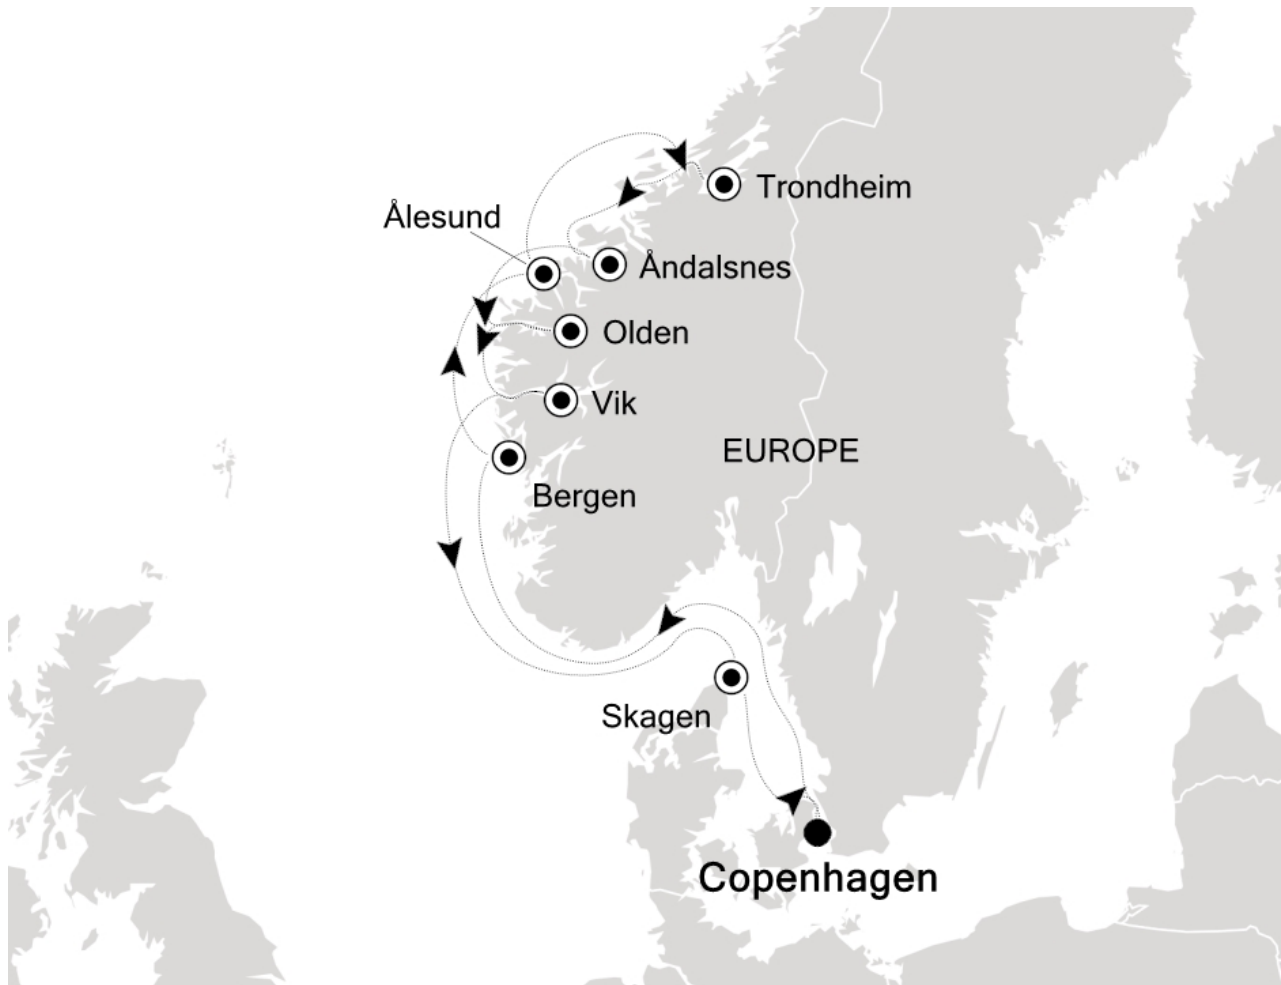 Trondheim
Ålesund
Åndalsnes
Olden
Vik
EUROPE
Bergen
Skagen
Copenhagen